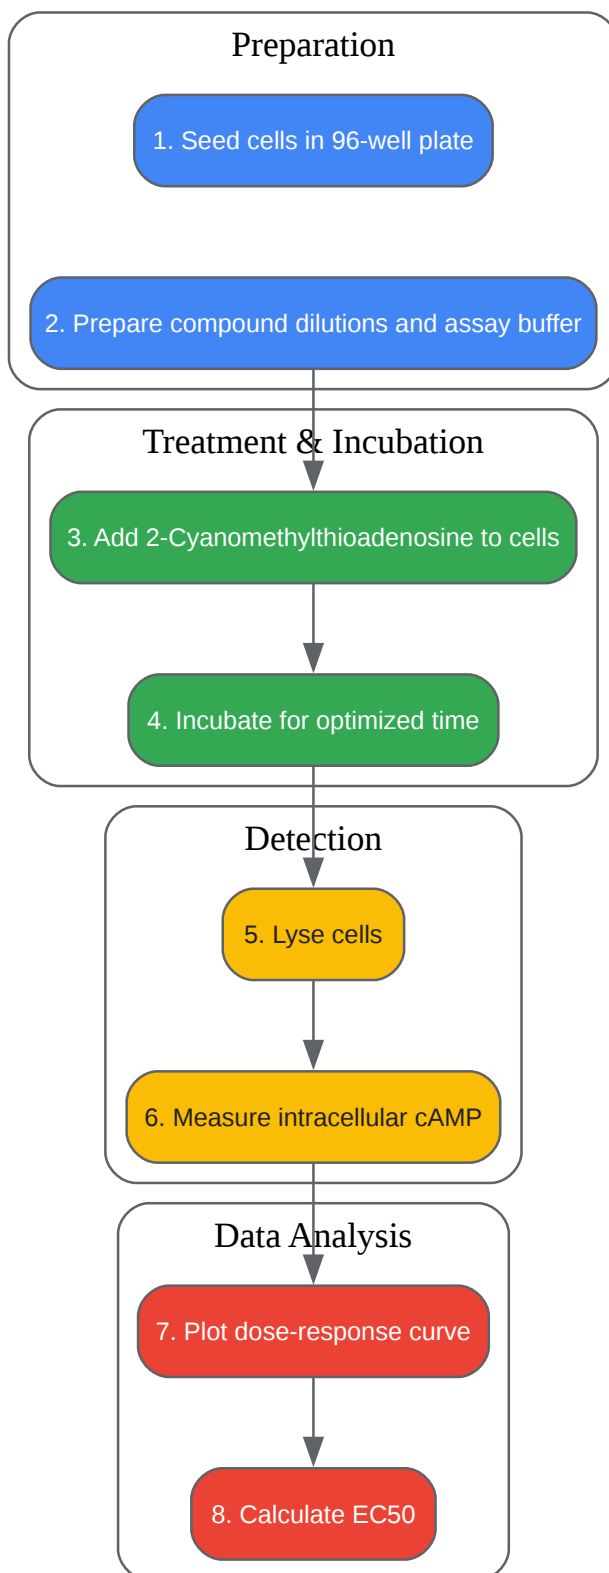 Preparation
1. Seed cells in 96-well plate
2. Prepare compound dilutions and assay buffer
Treatment & Incubation
3. Add 2-Cyanomethylthioadenosine to cells
4. Incubate for optimized time
Detection
5. Lyse cells
6. Measure intracellular cAMP
Data Analysis
7. Plot dose-response curve
8. Calculate EC50